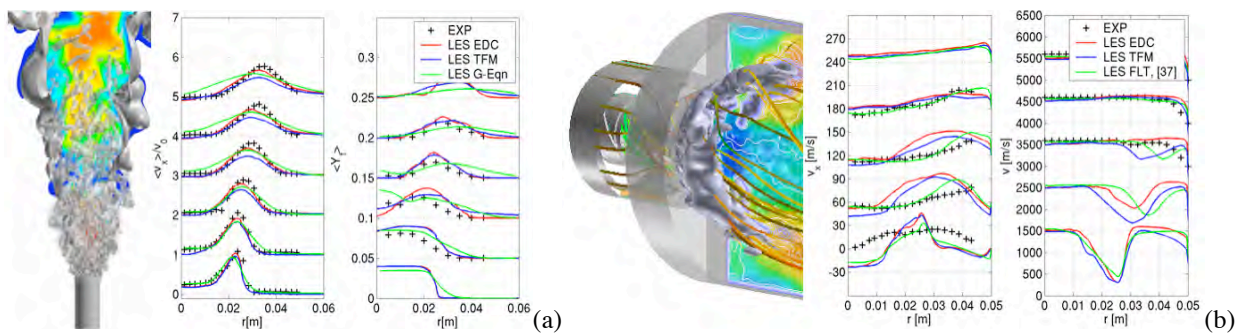 7
6
5
4
3
2
1
0
<v_x>/v_0
0 0.02 0.04 0.06
r[m]
+ EXP
LES EDC
LES TFM
LES G-Eqn
0.3
0.25
0.2
0.15
0.1
0.05
0
<Y_f>
0 0.02 0.04 0.06
r[m]
(a)
270
240
210
180
150
120
90
60
30
0
-30
v_x [m/s]
0 0.01 0.02 0.03 0.04 0.05
r [m]
6500
6000
5500
5000
4500
4000
3500
3000
2500
2000
1500
1000
500
0
+ EXP
LES EDC
LES TFM
LES FLT, [37]
v [m/s]
0 0.01 0.02 0.03 0.04 0.05
r [m]
(b)